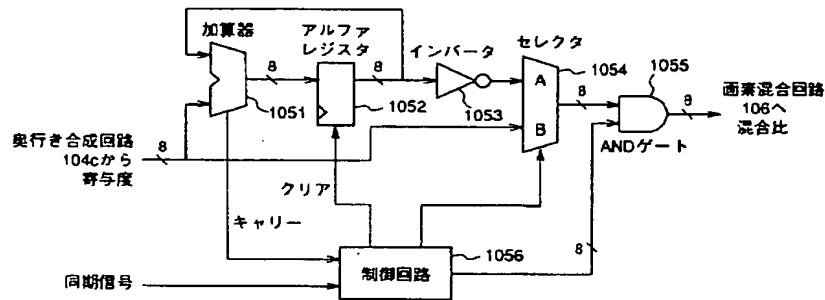 加算器
アルファ
レジスタ
インバータ
セレクタ
8
8
8
8
A
B
1051
1052
1053
1054
1055
奥行き合成回路
104cから
寄与度
8
画素混合回路
106へ
混合比
ANDゲート
クリア
キャリー
8
制御回路
1056
同期信号